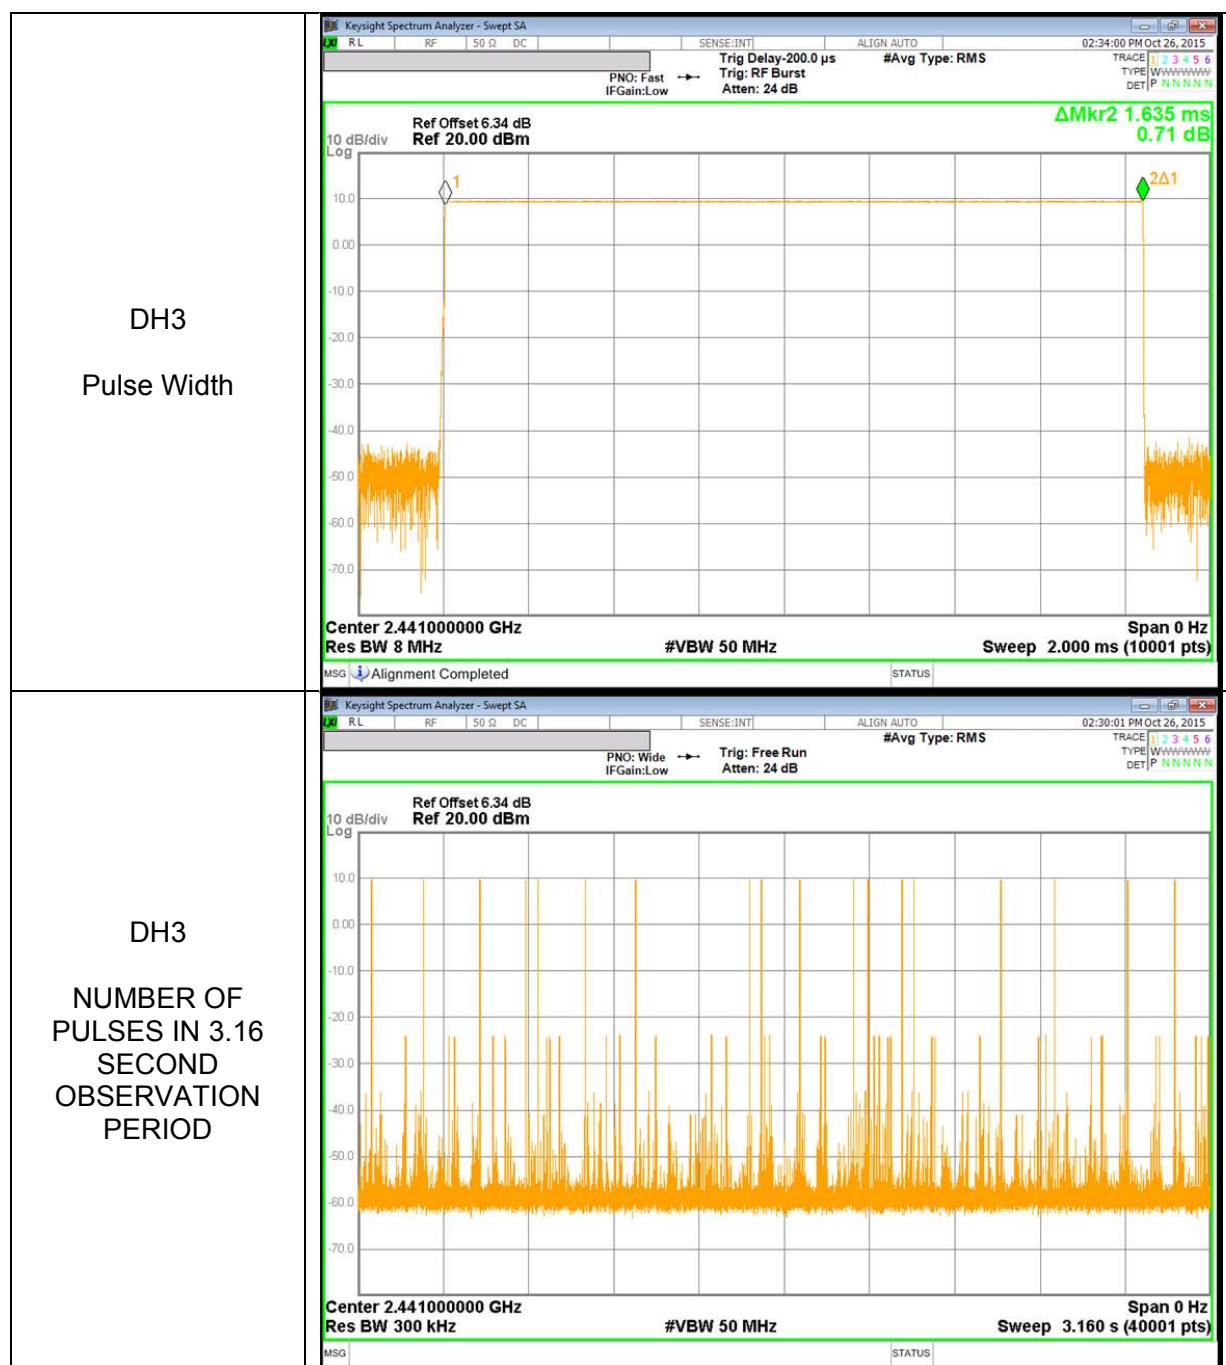 DH3
Pulse Width
Keysight Spectrum Analyzer - Swept SA
LXI RL RF 50 Ω DC SENSE:INT ALIGN AUTO 02:34:00 PM Oct 26, 2015
Trig Delay-200.0 µs #Avg Type: RMS TRACE 1 2 3 4 5 6
PNO: Fast Trig: RF Burst TYPE WWWWWW
IFGain:Low Atten: 24 dB DET P N N N N N
ΔMkr2 1.635 ms
0.71 dB
Ref Offset 6.34 dB
10 dB/div Ref 20.00 dBm
Log
1
2Δ1
10.0
0.00
-10.0
-20.0
-30.0
-40.0
-50.0
-60.0
-70.0
Center 2.441000000 GHz Span 0 Hz
Res BW 8 MHz #VBW 50 MHz Sweep 2.000 ms (10001 pts)
MSG Alignment Completed STATUS
DH3
NUMBER OF
PULSES IN 3.16
SECOND
OBSERVATION
PERIOD
Keysight Spectrum Analyzer - Swept SA
LXI RL RF 50 Ω DC SENSE:INT ALIGN AUTO 02:30:01 PM Oct 26, 2015
#Avg Type: RMS TRACE 1 2 3 4 5 6
PNO: Wide Trig: Free Run TYPE WWWWWW
IFGain:Low Atten: 24 dB DET P N N N N N
Ref Offset 6.34 dB
10 dB/div Ref 20.00 dBm
Log
10.0
0.00
-10.0
-20.0
-30.0
-40.0
-50.0
-60.0
-70.0
Center 2.441000000 GHz Span 0 Hz
Res BW 300 kHz #VBW 50 MHz Sweep 3.160 s (40001 pts)
MSG STATUS